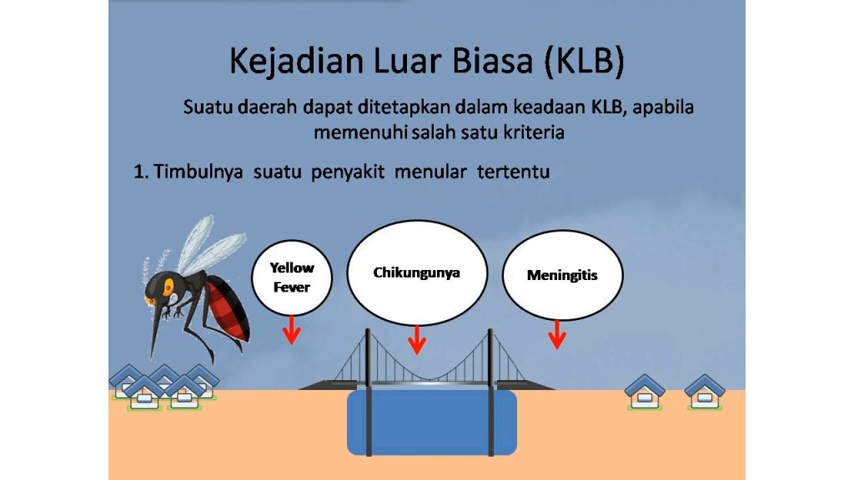 Kejadian Luar Biasa (KLB)
Suatu daerah dapat ditetapkan dalam keadaan KLB, apabila
memenuhi salah satu kriteria
1. Timbulnya suatu penyakit menular tertentu
Yellow
Fever
Chikungunya
Meningitis